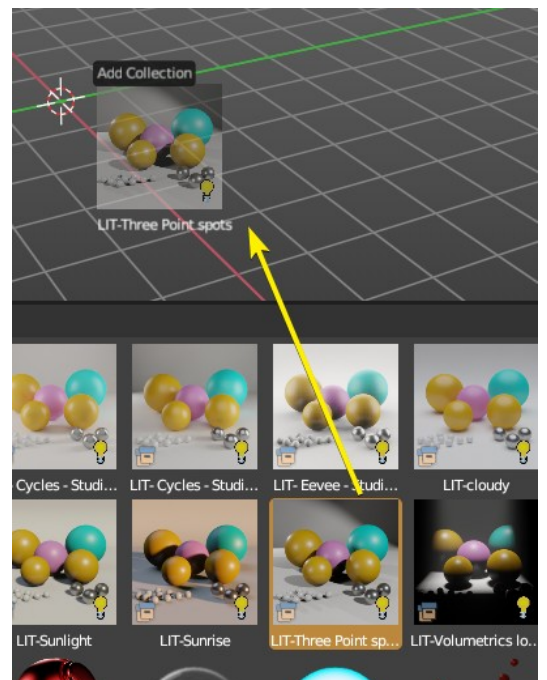 Add Collection
LIT-Three Point spots
Cycles - Studi...
LIT- Cycles - Studi...
LIT- Eevee - Studi...
LIT-cloudy
LIT-Sunlight
LIT-Sunrise
LIT-Three Point sp...
LIT-Volumetrics lo...